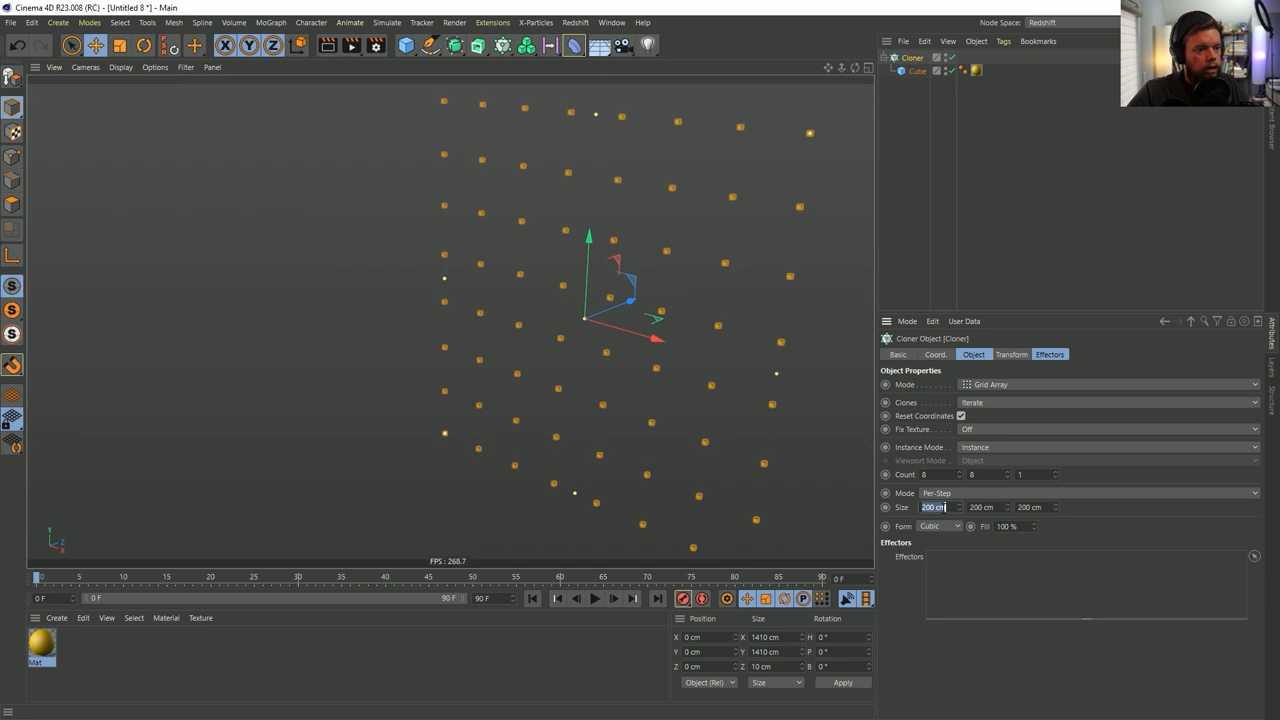 Cinema 4D R23.008 (RC) - [Untitled 8 *] - Main
File Edit Create Modes Select Tools Mesh Spline Volume MoGraph Character Animate Simulate Tracker Render Extensions X-Particles Redshift Window Help Node Space: Redshift
X Y Z
File Edit View Object Tags Bookmarks
View Cameras Display Options Filter Panel
Cloner
Cube
FPS : 268.7
Y
Z
X
0 5 10 15 20 25 30 35 40 45 50 55 60 65 70 75 80 85 90 0 F
0 F 0 F 90 F 90 F
Create Edit View Select Material Texture
Mat
Position Size Rotation
X 0 cm X 1410 cm H 0 °
Y 0 cm Y 1410 cm P 0 °
Z 0 cm Z 10 cm B 0 °
Object (Rel) Size Apply
Mode Edit User Data
Cloner Object [Cloner]
Basic Coord. Object Transform Effectors
Object Properties
Mode Grid Array
Clones Iterate
Reset Coordinates
Fix Texture Off
Instance Mode Instance
Viewport Mode Object
Count 8 8 1
Mode Per-Step
Size 200 cm 200 cm 200 cm
Form Cubic Fill 100 %
Effectors
Effectors
Attributes
Layers
Structure